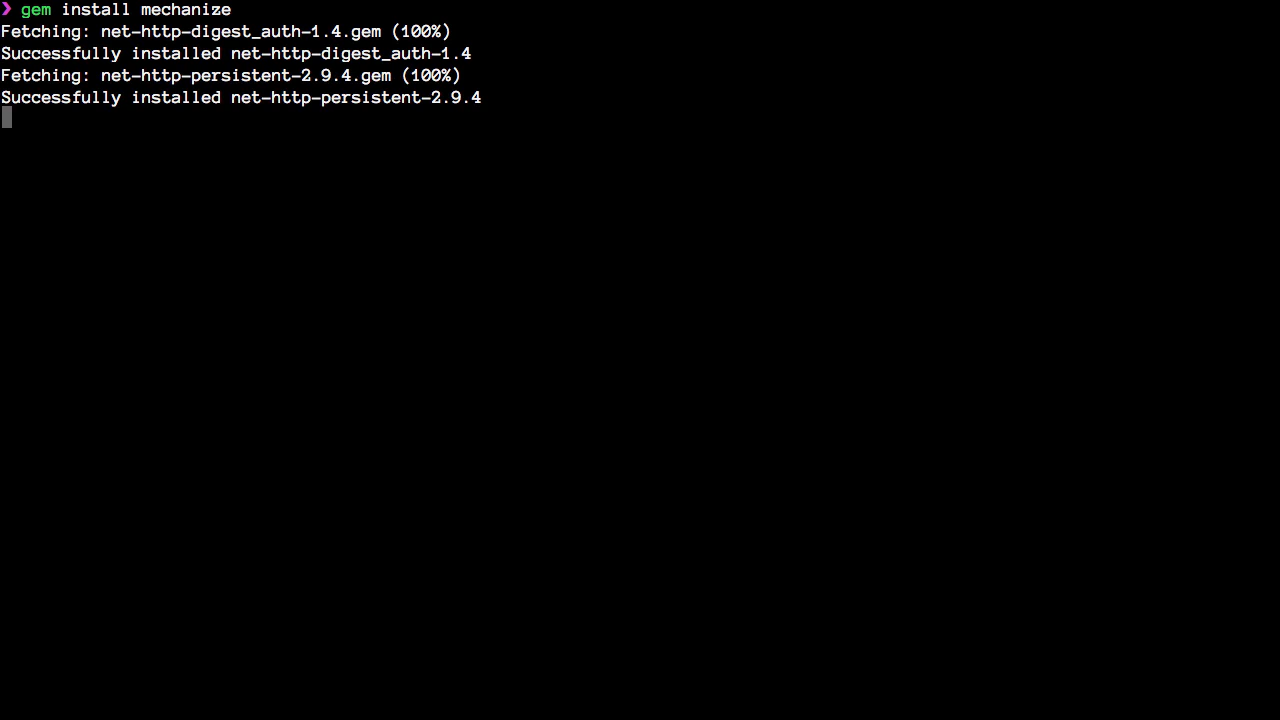 ❯ gem install mechanize
Fetching: net-http-digest_auth-1.4.gem (100%)
Successfully installed net-http-digest_auth-1.4
Fetching: net-http-persistent-2.9.4.gem (100%)
Successfully installed net-http-persistent-2.9.4